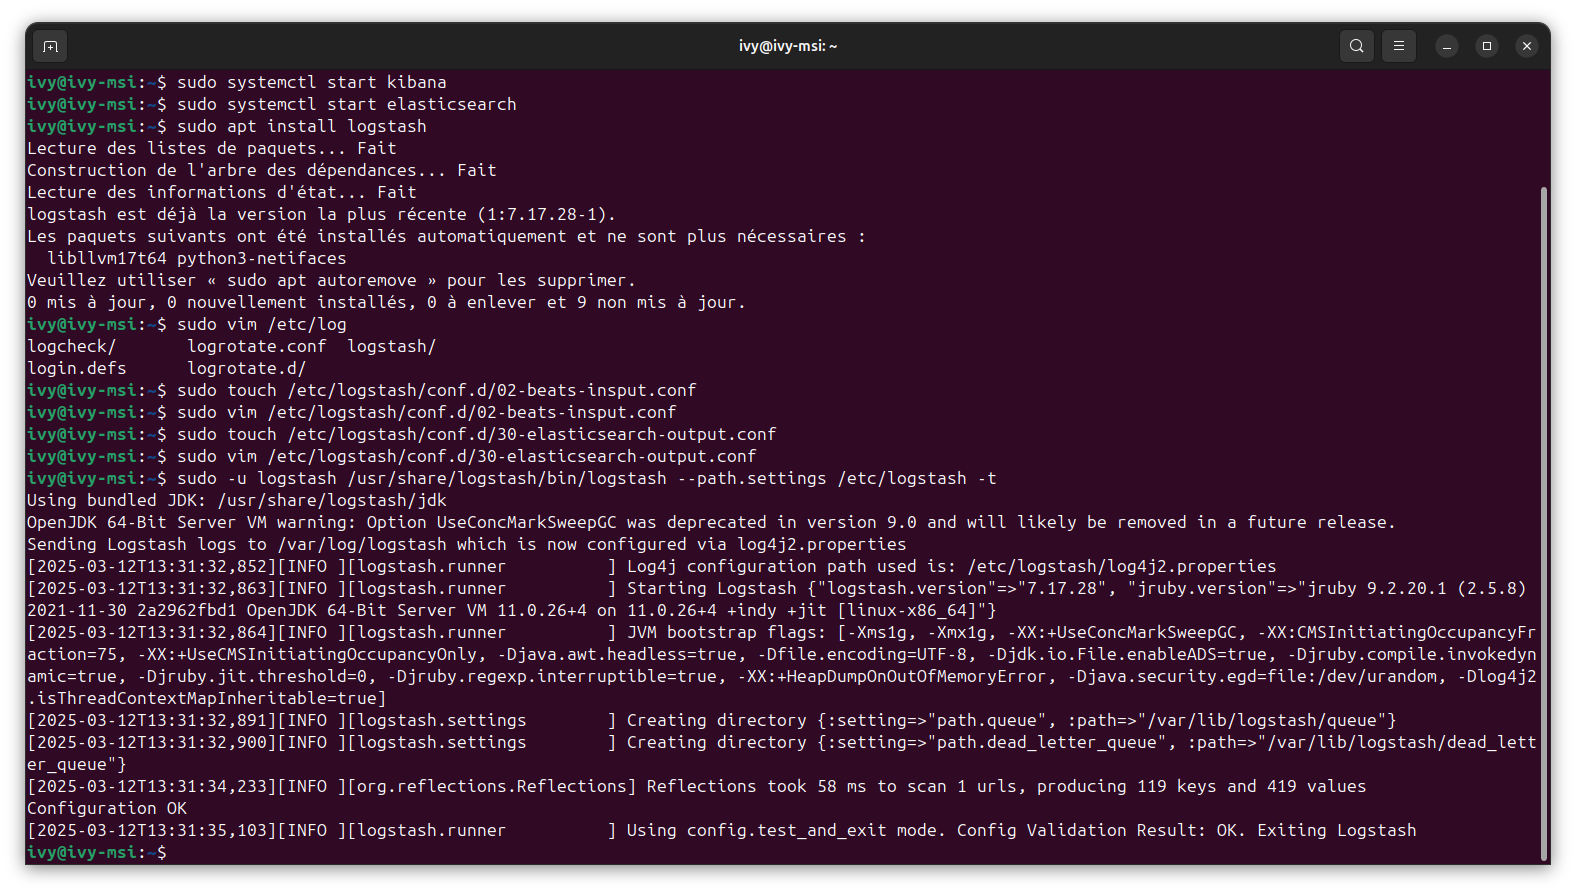 ivy@ivy-msi: ~
ivy@ivy-msi:~$ sudo systemctl start kibana
ivy@ivy-msi:~$ sudo systemctl start elasticsearch
ivy@ivy-msi:~$ sudo apt install logstash
Lecture des listes de paquets... Fait
Construction de l'arbre des dépendances... Fait
Lecture des informations d'état... Fait
logstash est déjà la version la plus récente (1:7.17.28-1).
Les paquets suivants ont été installés automatiquement et ne sont plus nécessaires :
  libllvm17t64 python3-netifaces
Veuillez utiliser « sudo apt autoremove » pour les supprimer.
0 mis à jour, 0 nouvellement installés, 0 à enlever et 9 non mis à jour.
ivy@ivy-msi:~$ sudo vim /etc/log
logcheck/       logrotate.conf  logstash/
login.defs      logrotate.d/
ivy@ivy-msi:~$ sudo touch /etc/logstash/conf.d/02-beats-insput.conf
ivy@ivy-msi:~$ sudo vim /etc/logstash/conf.d/02-beats-insput.conf
ivy@ivy-msi:~$ sudo touch /etc/logstash/conf.d/30-elasticsearch-output.conf
ivy@ivy-msi:~$ sudo vim /etc/logstash/conf.d/30-elasticsearch-output.conf
ivy@ivy-msi:~$ sudo -u logstash /usr/share/logstash/bin/logstash --path.settings /etc/logstash -t
Using bundled JDK: /usr/share/logstash/jdk
OpenJDK 64-Bit Server VM warning: Option UseConcMarkSweepGC was deprecated in version 9.0 and will likely be removed in a future release.
Sending Logstash logs to /var/log/logstash which is now configured via log4j2.properties
[2025-03-12T13:31:32,852][INFO ][logstash.runner          ] Log4j configuration path used is: /etc/logstash/log4j2.properties
[2025-03-12T13:31:32,863][INFO ][logstash.runner          ] Starting Logstash {"logstash.version"=>"7.17.28", "jruby.version"=>"jruby 9.2.20.1 (2.5.8)
2021-11-30 2a2962fbd1 OpenJDK 64-Bit Server VM 11.0.26+4 on 11.0.26+4 +indy +jit [linux-x86_64]"}
[2025-03-12T13:31:32,864][INFO ][logstash.runner          ] JVM bootstrap flags: [-Xms1g, -Xmx1g, -XX:+UseConcMarkSweepGC, -XX:CMSInitiatingOccupancyFr
action=75, -XX:+UseCMSInitiatingOccupancyOnly, -Djava.awt.headless=true, -Dfile.encoding=UTF-8, -Djdk.io.File.enableADS=true, -Djruby.compile.invokedyn
amic=true, -Djruby.jit.threshold=0, -Djruby.regexp.interruptible=true, -XX:+HeapDumpOnOutOfMemoryError, -Djava.security.egd=file:/dev/urandom, -Dlog4j2
.isThreadContextMapInheritable=true]
[2025-03-12T13:31:32,891][INFO ][logstash.settings        ] Creating directory {:setting=>"path.queue", :path=>"/var/lib/logstash/queue"}
[2025-03-12T13:31:32,900][INFO ][logstash.settings        ] Creating directory {:setting=>"path.dead_letter_queue", :path=>"/var/lib/logstash/dead_lett
er_queue"}
[2025-03-12T13:31:34,233][INFO ][org.reflections.Reflections] Reflections took 58 ms to scan 1 urls, producing 119 keys and 419 values
Configuration OK
[2025-03-12T13:31:35,103][INFO ][logstash.runner          ] Using config.test_and_exit mode. Config Validation Result: OK. Exiting Logstash
ivy@ivy-msi:~$